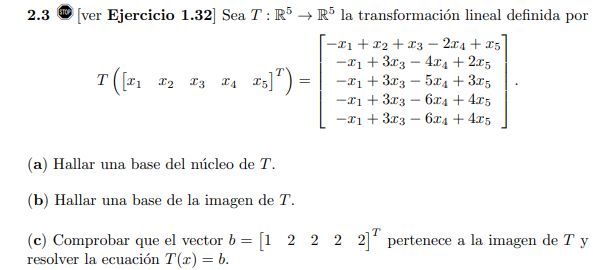 2.3 STOP [ver Ejercicio 1.32] Sea T : ℝ⁵ → ℝ⁵ la transformación lineal definida por
T([x₁ x₂ x₃ x₄ x₅]ᵀ) = [−x₁ + x₂ + x₃ − 2x₄ + x₅
−x₁ + 3x₃ − 4x₄ + 2x₅
−x₁ + 3x₃ − 5x₄ + 3x₅
−x₁ + 3x₃ − 6x₄ + 4x₅
−x₁ + 3x₃ − 6x₄ + 4x₅].
(a) Hallar una base del núcleo de T.
(b) Hallar una base de la imagen de T.
(c) Comprobar que el vector b = [1 2 2 2 2]ᵀ pertenece a la imagen de T y
resolver la ecuación T(x) = b.